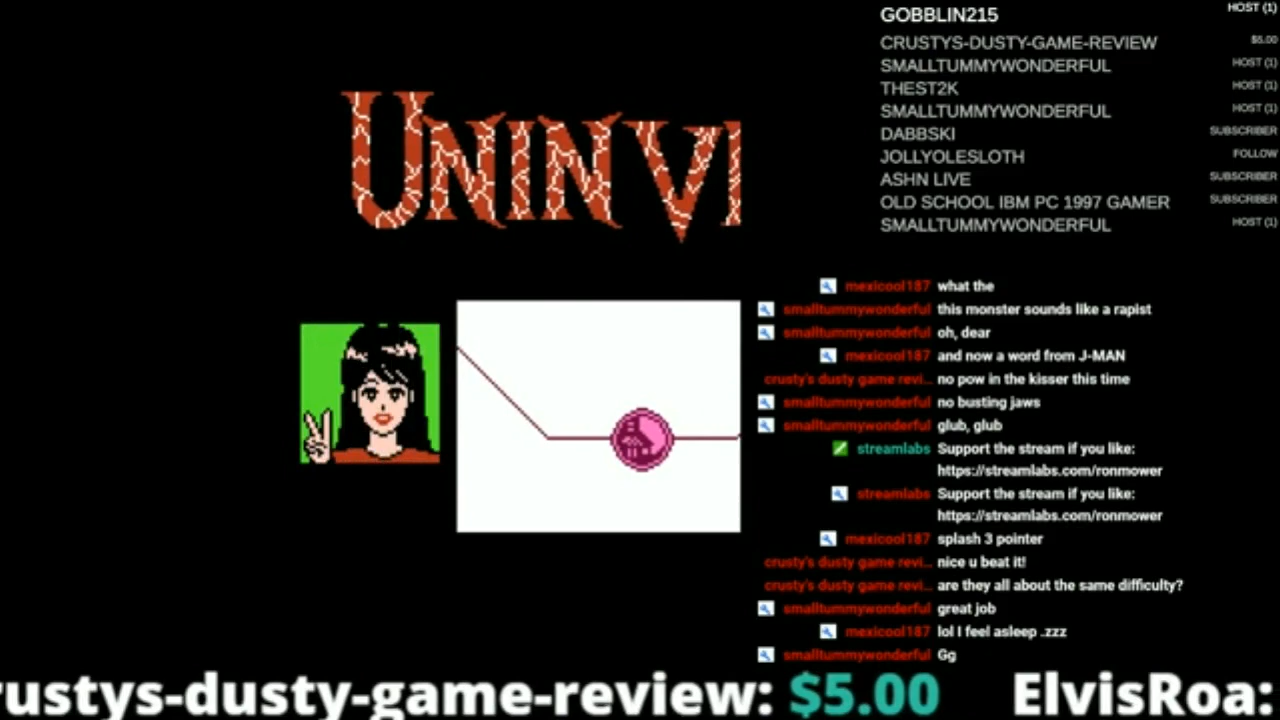 GOBBLIN215 HOST (1)
CRUSTYS-DUSTY-GAME-REVIEW $5.00
SMALLTUMMYWONDERFUL HOST (1)
THEST2K HOST (1)
SMALLTUMMYWONDERFUL HOST (1)
DABBSKI SUBSCRIBER
JOLLYOLESLOTH FOLLOW
ASHN LIVE SUBSCRIBER
OLD SCHOOL IBM PC 1997 GAMER SUBSCRIBER
SMALLTUMMYWONDERFUL HOST (1)
UNINVI
mexicool187 what the
smalltummywonderful this monster sounds like a rapist
smalltummywonderful oh, dear
mexicool187 and now a word from J-MAN
crusty's dusty game revi... no pow in the kisser this time
smalltummywonderful no busting jaws
smalltummywonderful glub, glub
streamlabs Support the stream if you like:
https://streamlabs.com/ronmower
streamlabs Support the stream if you like:
https://streamlabs.com/ronmower
mexicool187 splash 3 pointer
crusty's dusty game revi... nice u beat it!
crusty's dusty game revi... are they all about the same difficulty?
smalltummywonderful great job
mexicool187 lol I feel asleep .zzz
smalltummywonderful Gg
rustys-dusty-game-review: $5.00 ElvisRoa: